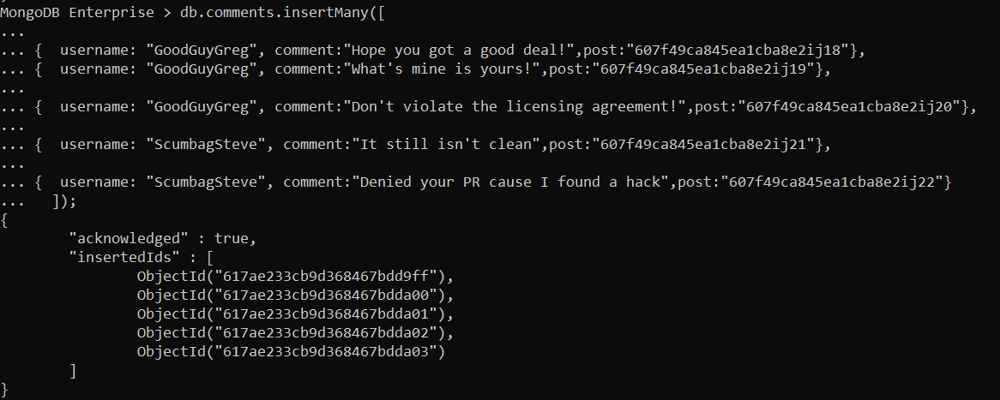 MongoDB Enterprise > db.comments.insertMany([
...
... {  username: "GoodGuyGreg", comment:"Hope you got a good deal!",post:"607f49ca845ea1cba8e2ij18"},
... {  username: "GoodGuyGreg", comment:"What's mine is yours!",post:"607f49ca845ea1cba8e2ij19"},
...
... {  username: "GoodGuyGreg", comment:"Don't violate the licensing agreement!",post:"607f49ca845ea1cba8e2ij20"},
...
... {  username: "ScumbagSteve", comment:"It still isn't clean",post:"607f49ca845ea1cba8e2ij21"},
...
... {  username: "ScumbagSteve", comment:"Denied your PR cause I found a hack",post:"607f49ca845ea1cba8e2ij22"}
...   ]);
{
        "acknowledged" : true,
        "insertedIds" : [
                ObjectId("617ae233cb9d368467bdd9ff"),
                ObjectId("617ae233cb9d368467bdda00"),
                ObjectId("617ae233cb9d368467bdda01"),
                ObjectId("617ae233cb9d368467bdda02"),
                ObjectId("617ae233cb9d368467bdda03")
        ]
}